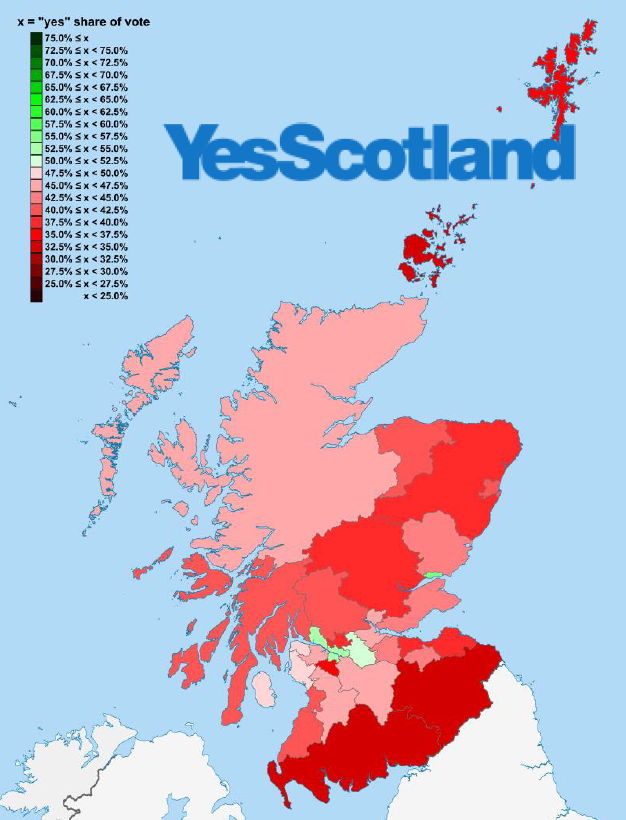 x = "yes" share of vote
75.0% ≤ x
72.5% ≤ x < 75.0%
70.0% ≤ x < 72.5%
67.5% ≤ x < 70.0%
65.0% ≤ x < 67.5%
62.5% ≤ x < 65.0%
60.0% ≤ x < 62.5%
57.5% ≤ x < 60.0%
55.0% ≤ x < 57.5%
52.5% ≤ x < 55.0%
50.0% ≤ x < 52.5%
47.5% ≤ x < 50.0%
45.0% ≤ x < 47.5%
42.5% ≤ x < 45.0%
40.0% ≤ x < 42.5%
37.5% ≤ x < 40.0%
35.0% ≤ x < 37.5%
32.5% ≤ x < 35.0%
30.0% ≤ x < 32.5%
27.5% ≤ x < 30.0%
25.0% ≤ x < 27.5%
x < 25.0%
YesScotland